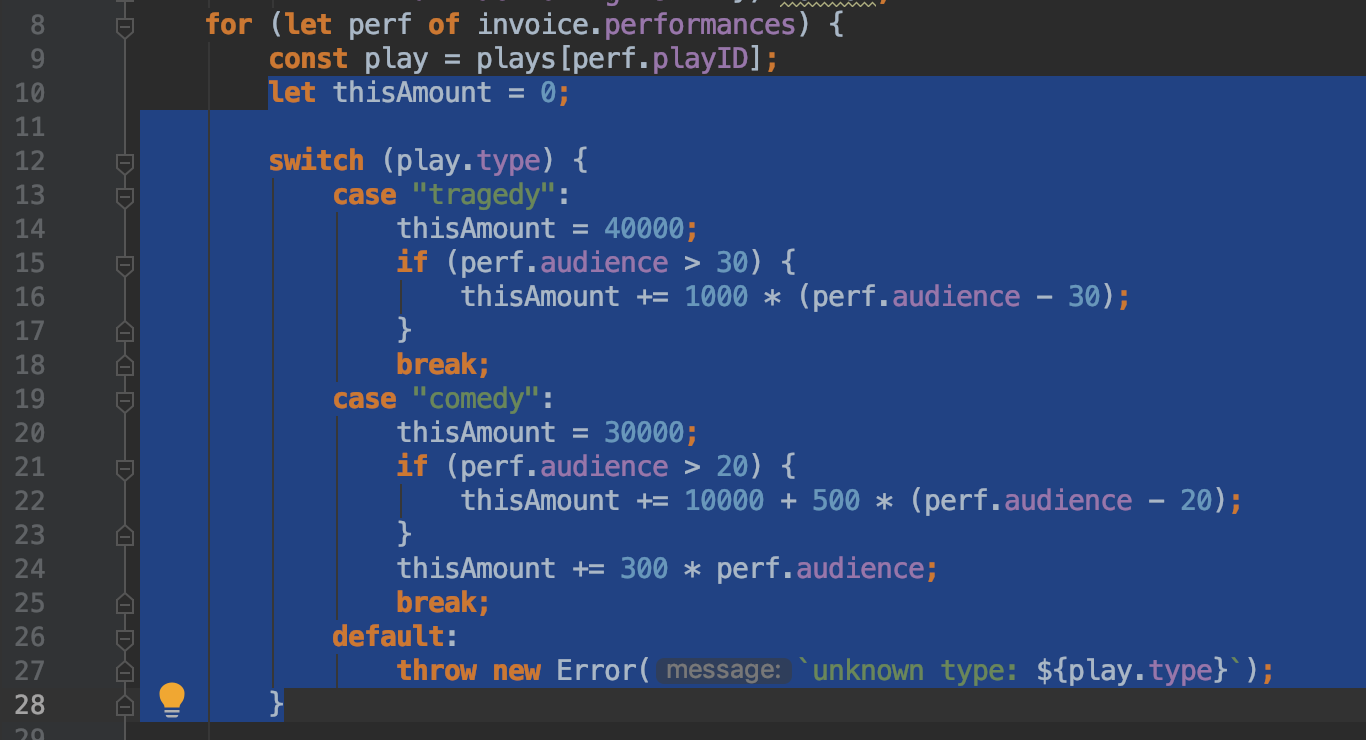 8 for (let perf of invoice.performances) {
9 const play = plays[perf.playID];
10 let thisAmount = 0;
11
12 switch (play.type) {
13 case "tragedy":
14 thisAmount = 40000;
15 if (perf.audience > 30) {
16 thisAmount += 1000 * (perf.audience - 30);
17 }
18 break;
19 case "comedy":
20 thisAmount = 30000;
21 if (perf.audience > 20) {
22 thisAmount += 10000 + 500 * (perf.audience - 20);
23 }
24 thisAmount += 300 * perf.audience;
25 break;
26 default:
27 throw new Error( message: `unknown type: ${play.type}`);
28 }
29